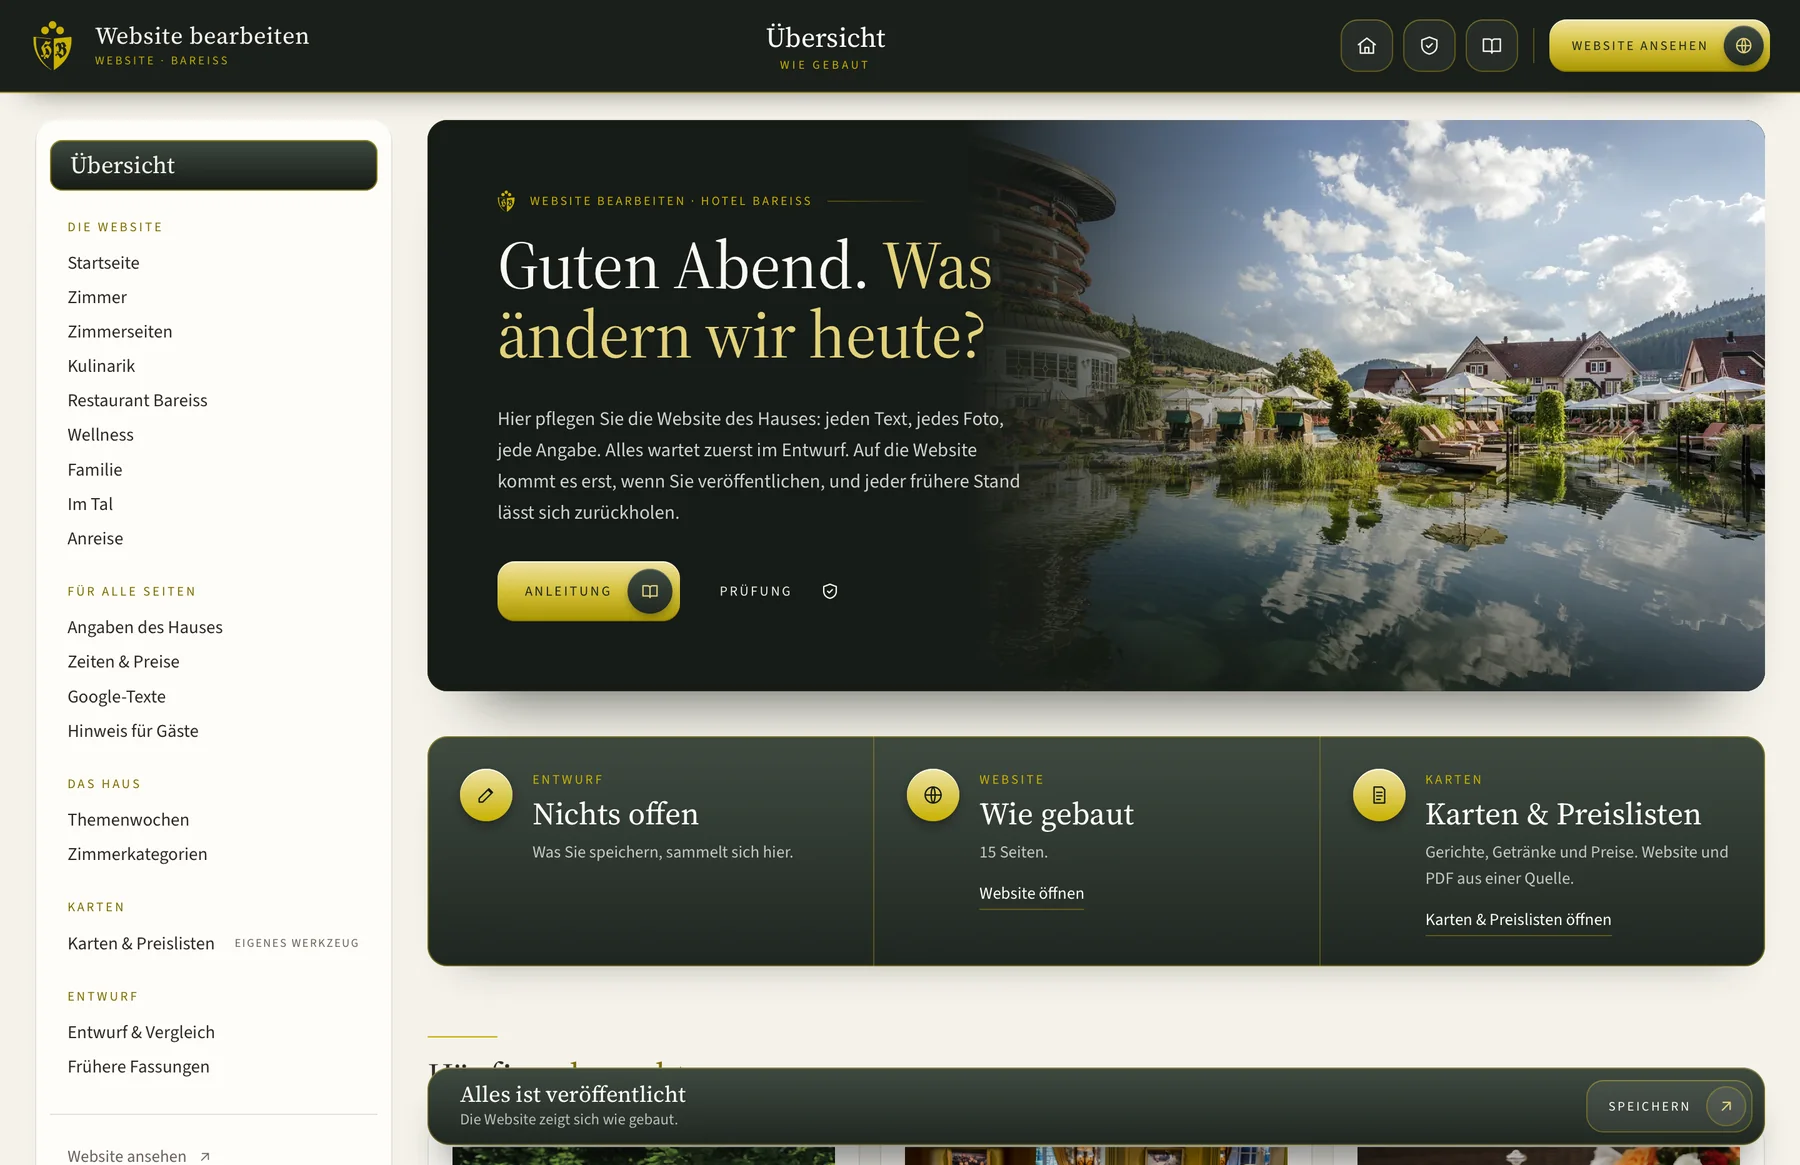 Website bearbeiten
WEBSITE · BAREISS
Übersicht
WIE GEBAUT
WEBSITE ANSEHEN
Übersicht
DIE WEBSITE
Startseite
Zimmer
Zimmerseiten
Kulinarik
Restaurant Bareiss
Wellness
Familie
Im Tal
Anreise
FÜR ALLE SEITEN
Angaben des Hauses
Zeiten & Preise
Google-Texte
Hinweis für Gäste
DAS HAUS
Themenwochen
Zimmerkategorien
KARTEN
Karten & Preislisten EIGENES WERKZEUG
ENTWURF
Entwurf & Vergleich
Frühere Fassungen
Website ansehen
WEBSITE BEARBEITEN · HOTEL BAREISS
Guten Abend. Was
ändern wir heute?
Hier pflegen Sie die Website des Hauses: jeden Text, jedes Foto,
jede Angabe. Alles wartet zuerst im Entwurf. Auf die Website
kommt es erst, wenn Sie veröffentlichen, und jeder frühere Stand
lässt sich zurückholen.
ANLEITUNG
PRÜFUNG
ENTWURF
Nichts offen
Was Sie speichern, sammelt sich hier.
WEBSITE
Wie gebaut
15 Seiten.
Website öffnen
KARTEN
Karten & Preislisten
Gerichte, Getränke und Preise. Website und
PDF aus einer Quelle.
Karten & Preislisten öffnen
Alles ist veröffentlicht
Die Website zeigt sich wie gebaut.
SPEICHERN